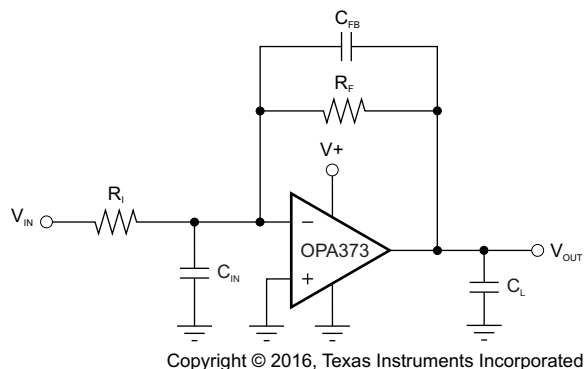 C_FB
R_F
V+
R_I
V_IN
−
OPA373
+
V_OUT
C_IN
C_L
Copyright © 2016, Texas Instruments Incorporated